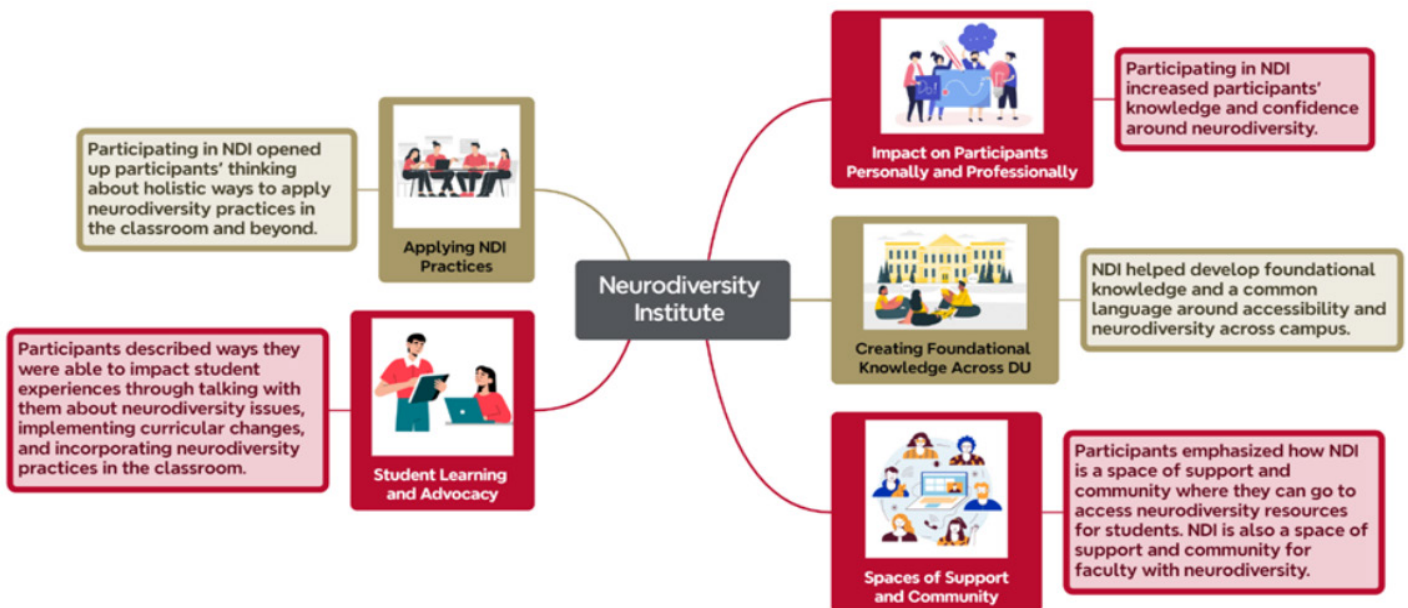 Neurodiversity
Institute
Impact on Participants
Personally and Professionally
Participating in NDI
increased participants'
knowledge and confidence
around neurodiversity.
Creating Foundational
Knowledge Across DU
NDI helped develop foundational
knowledge and a common
language around accessibility and
neurodiversity across campus.
Spaces of Support
and Community
Participants emphasized how NDI
is a space of support and
community where they can go to
access neurodiversity resources
for students. NDI is also a space of
support and community for
faculty with neurodiversity.
Applying NDI
Practices
Participating in NDI opened
up participants' thinking
about holistic ways to apply
neurodiversity practices in
the classroom and beyond.
Student Learning
and Advocacy
Participants described ways they
were able to impact student
experiences through talking with
them about neurodiversity issues,
implementing curricular changes,
and incorporating neurodiversity
practices in the classroom.
Do!